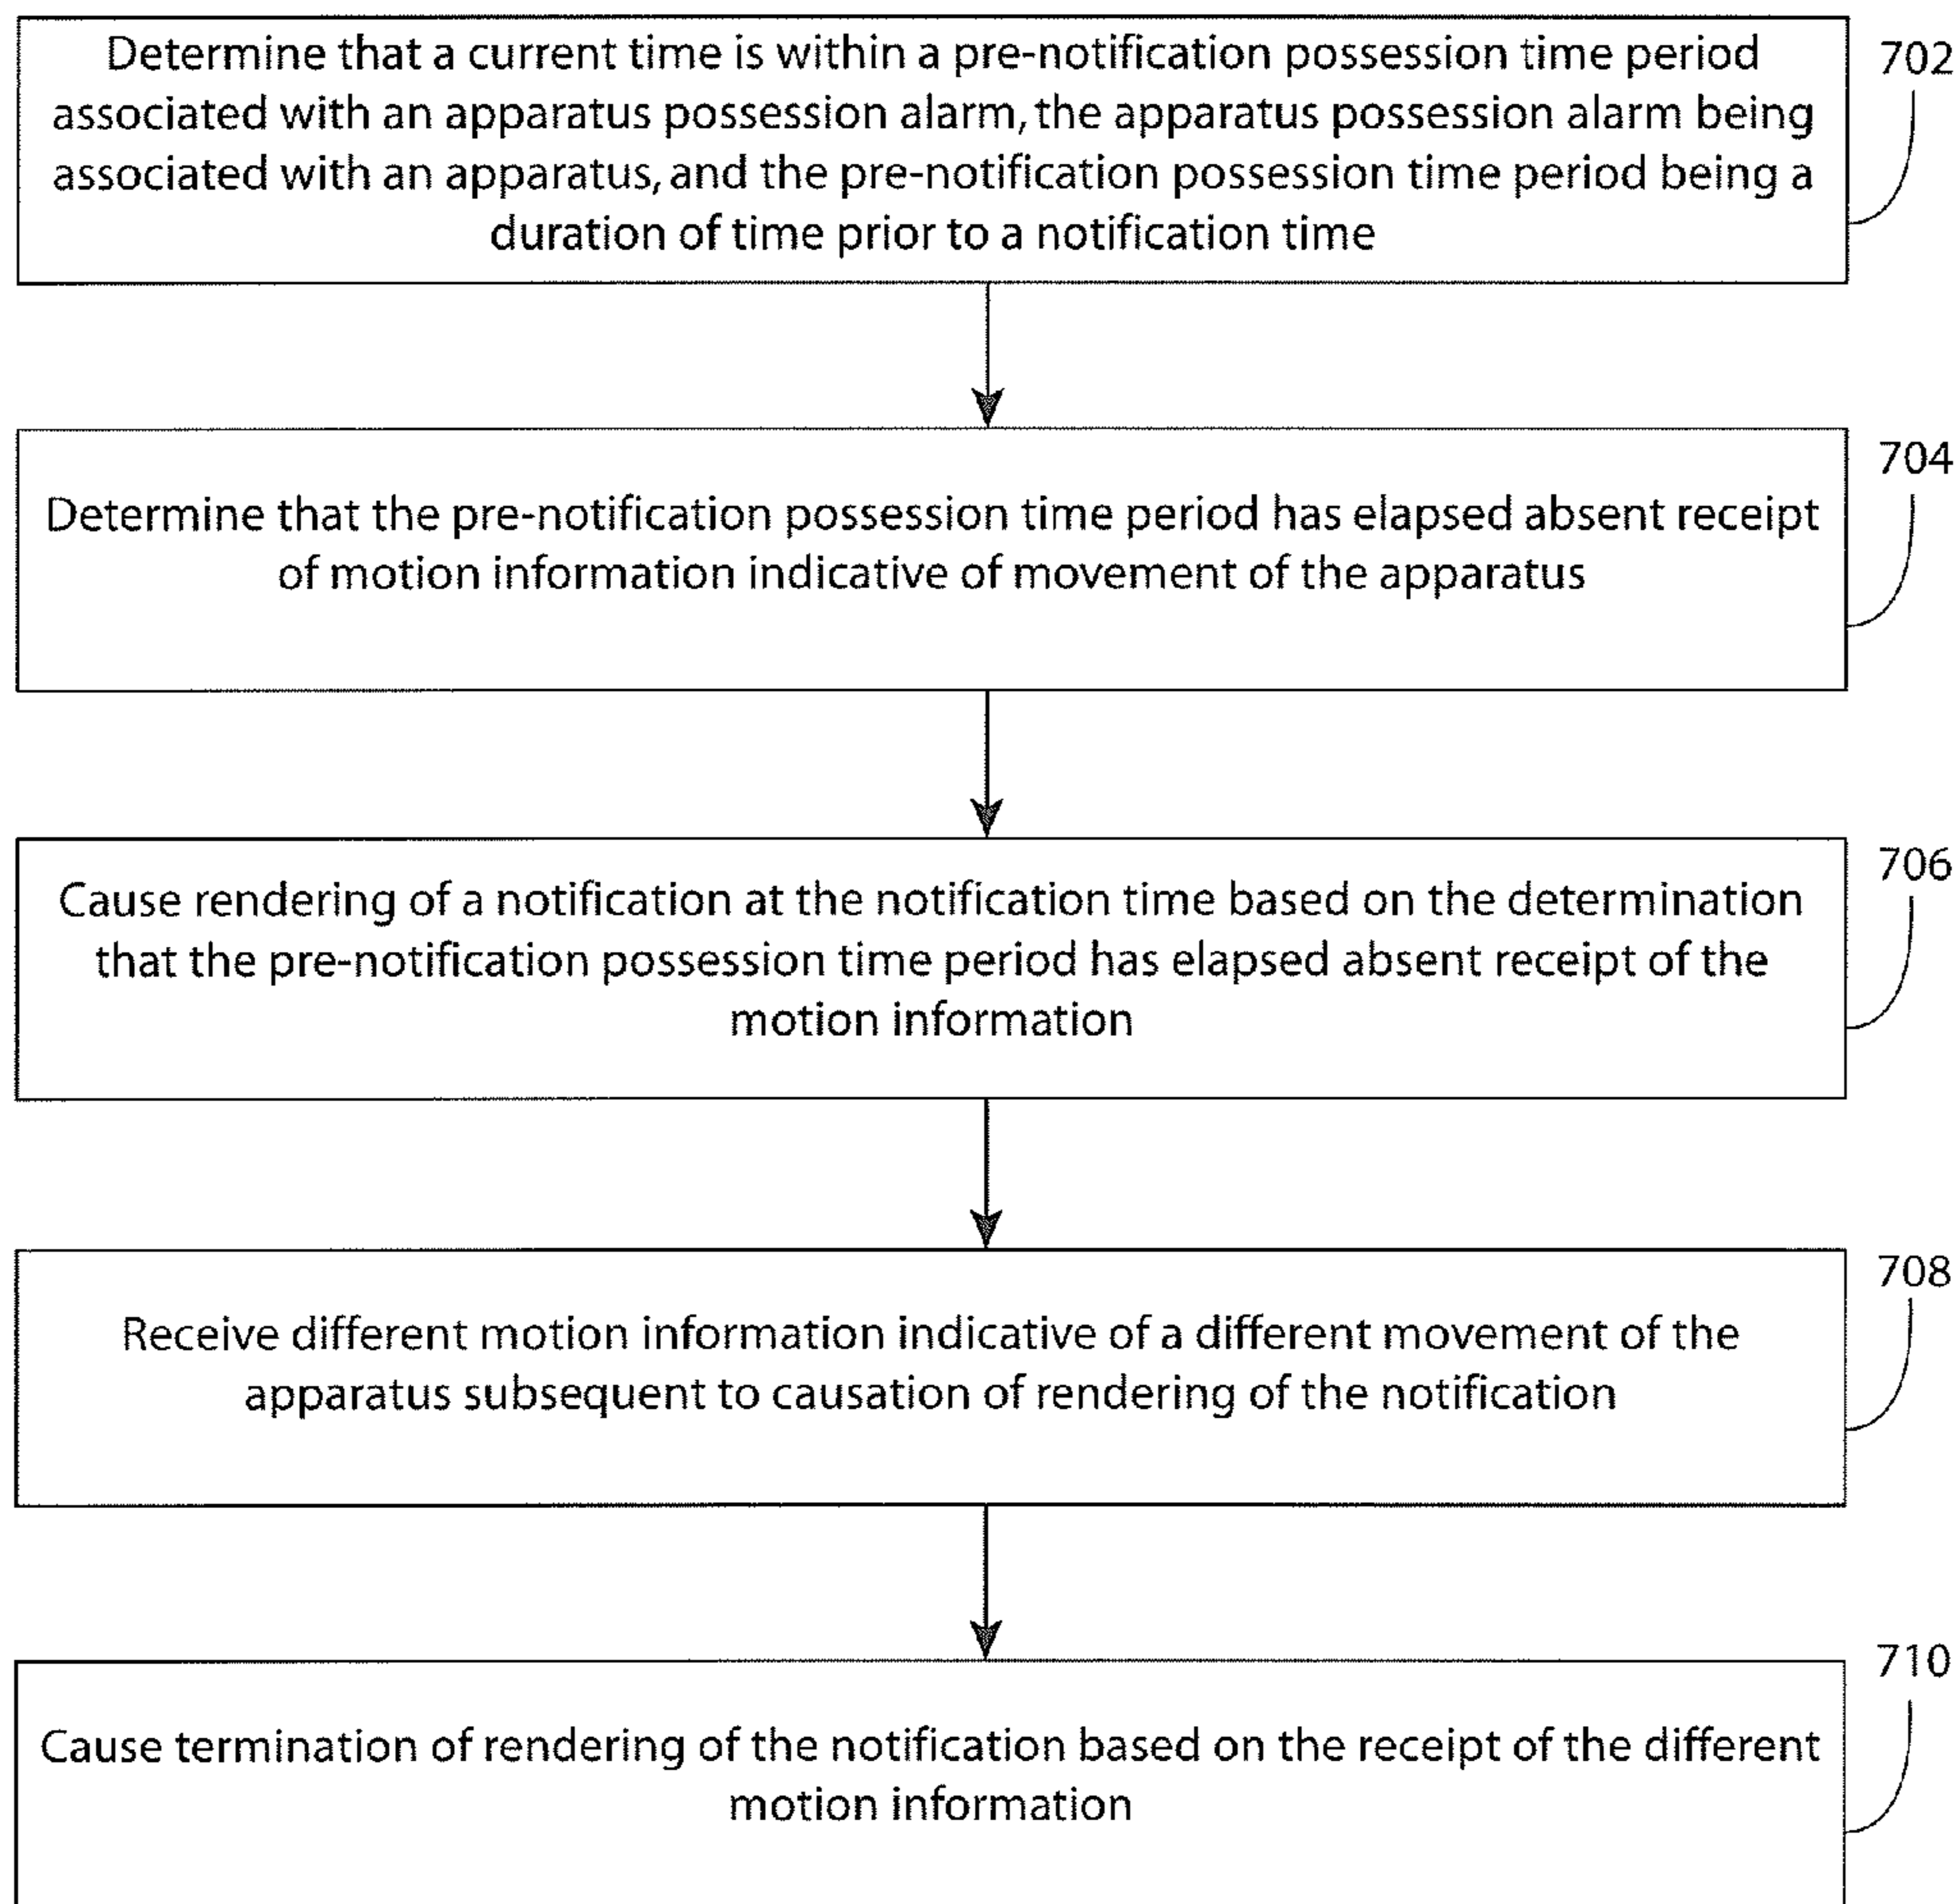 Determine that a current time is within a pre-notification possession time period
associated with an apparatus possession alarm, the apparatus possession alarm being
associated with an apparatus, and the pre-notification possession time period being a
duration of time prior to a notification time
702
Determine that the pre-notification possession time period has elapsed absent receipt
of motion information indicative of movement of the apparatus
704
Cause rendering of a notification at the notification time based on the determination
that the pre-notification possession time period has elapsed absent receipt of the
motion information
706
Receive different motion information indicative of a different movement of the
apparatus subsequent to causation of rendering of the notification
708
Cause termination of rendering of the notification based on the receipt of the different
motion information
710